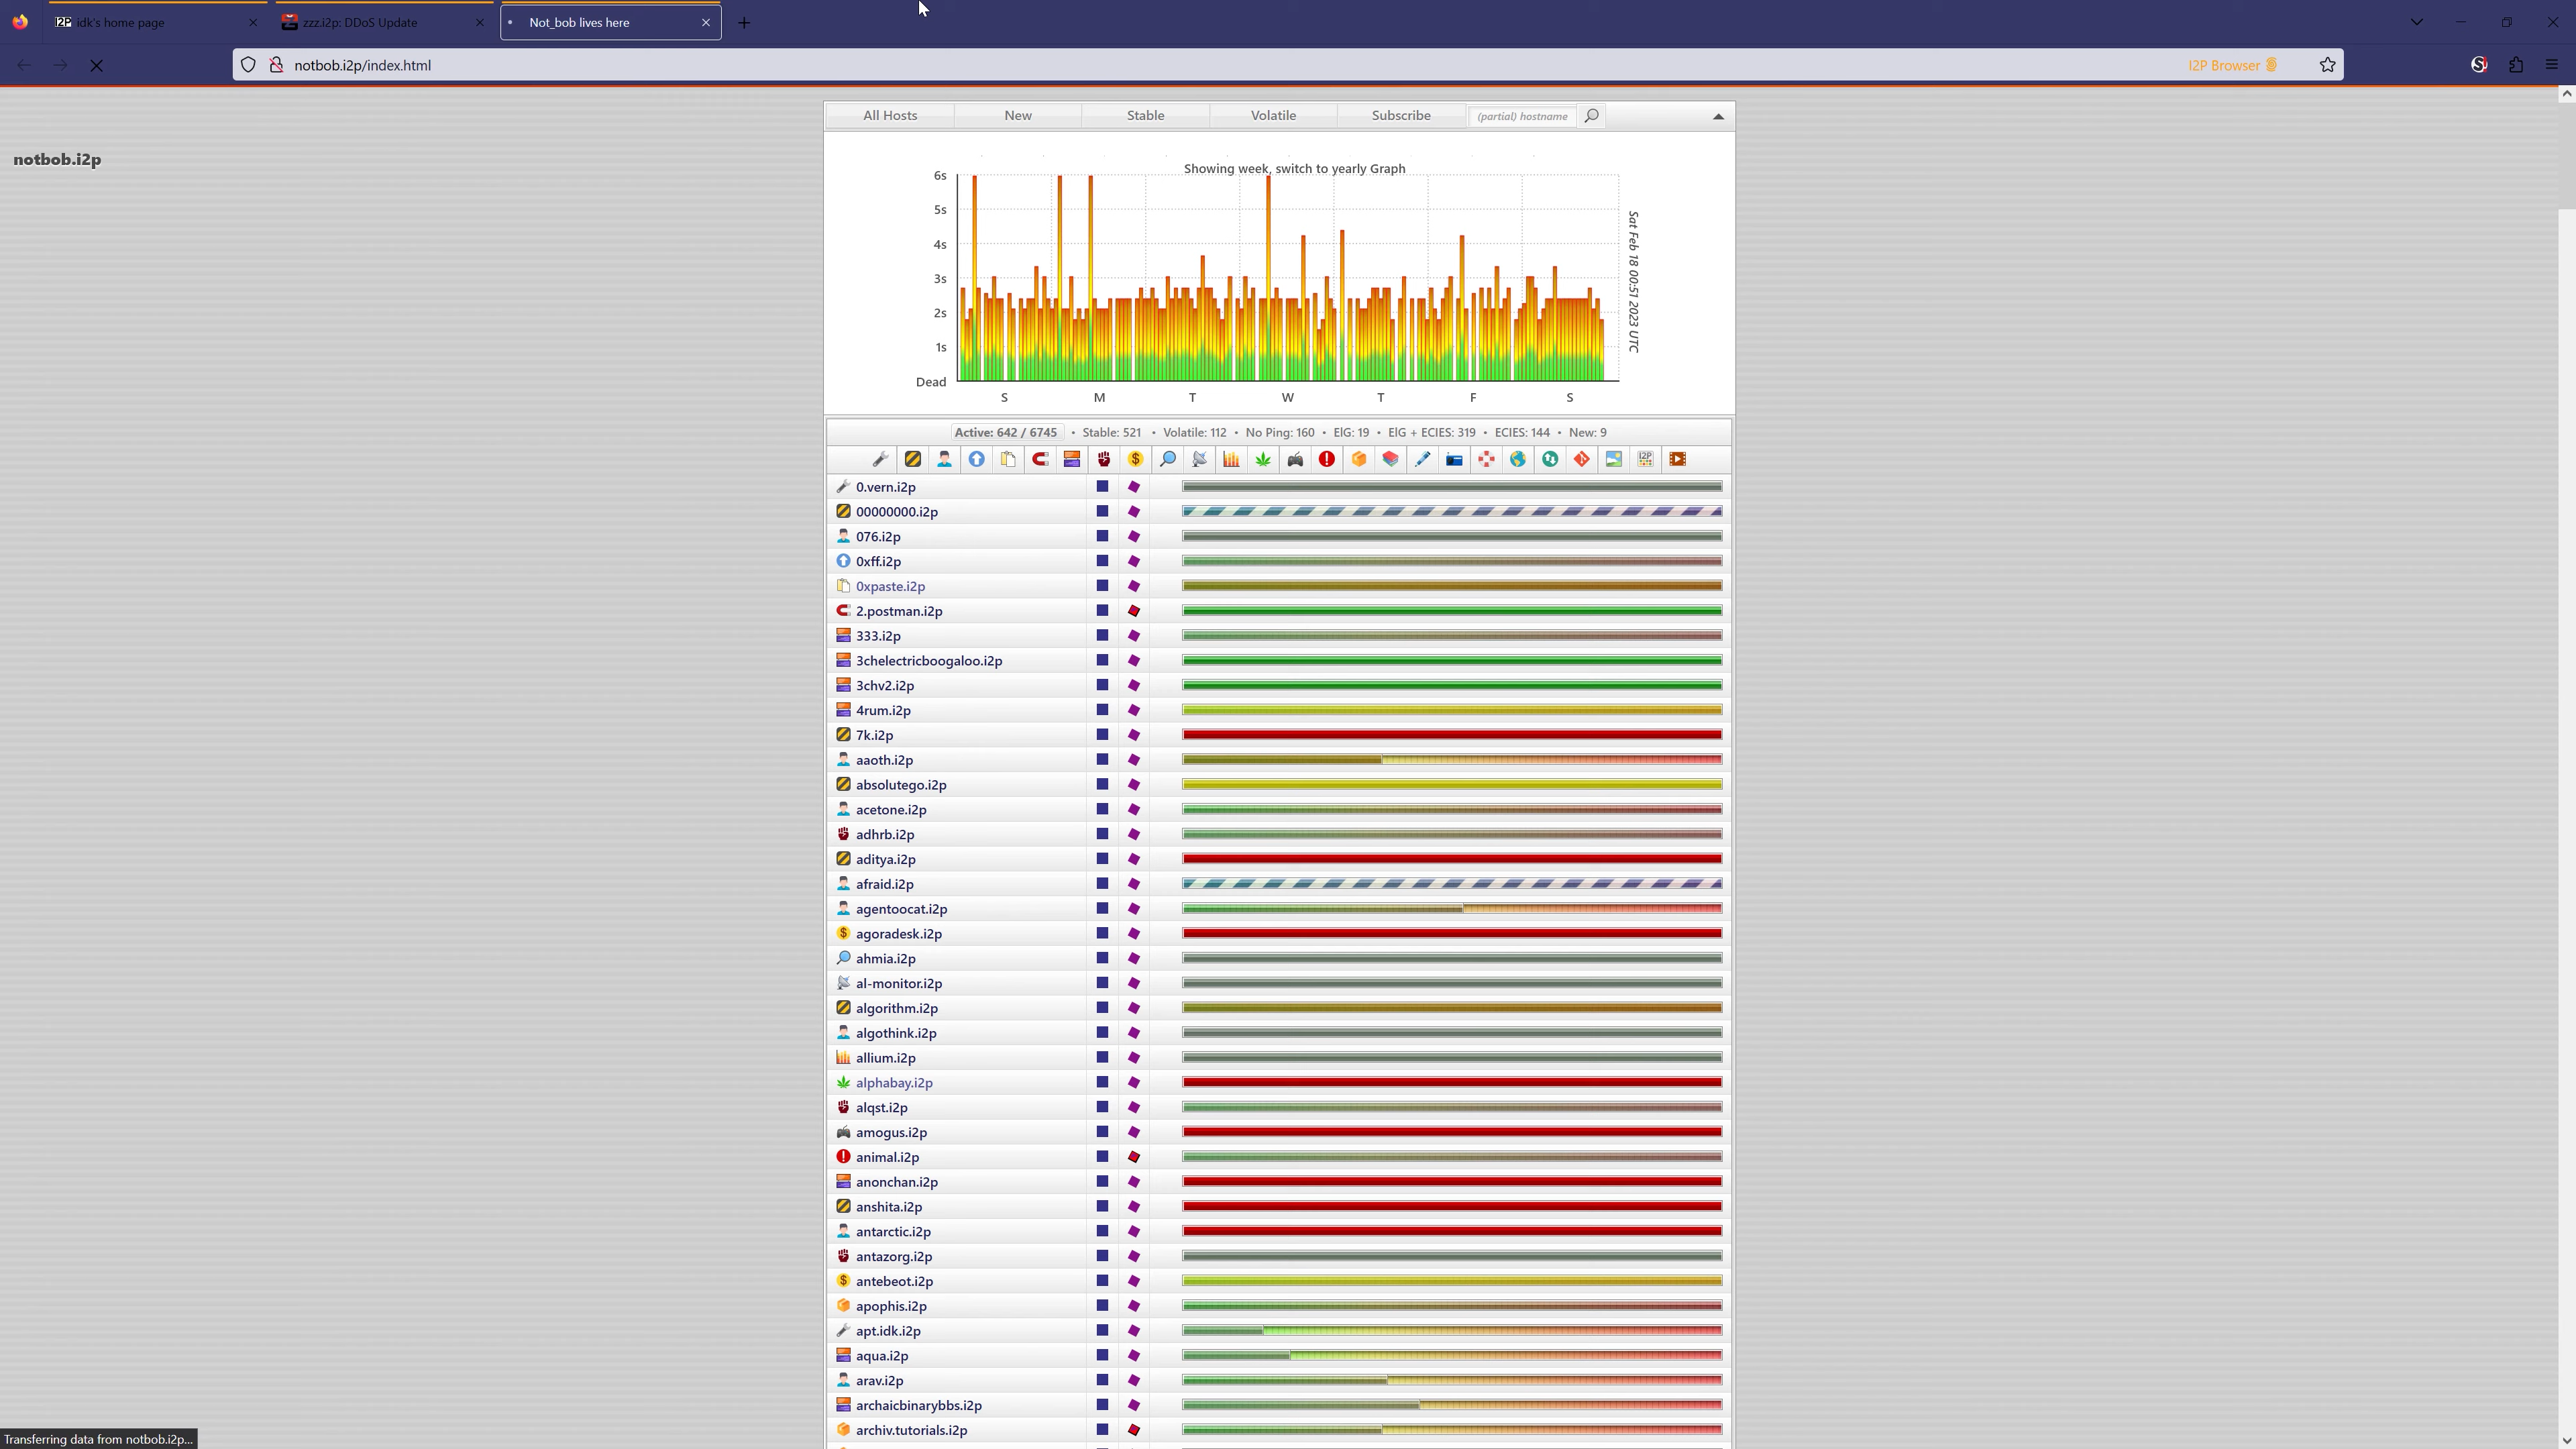 I2P idk's home page
zzz.i2p: DDoS Update
Not_bob lives here
notbob.i2p/index.html
I2P Browser
notbob.i2p
All Hosts
New
Stable
Volatile
Subscribe
(partial) hostname
Showing week, switch to yearly Graph
6s
5s
4s
3s
2s
1s
Dead
S
M
T
W
T
F
S
Sat Feb 18 00:51 2023 UTC
Active: 642 / 6745 • Stable: 521 • Volatile: 112 • No Ping: 160 • ElG: 19 • ElG + ECIES: 319 • ECIES: 144 • New: 9
I2P
0.vern.i2p
00000000.i2p
076.i2p
0xff.i2p
0xpaste.i2p
2.postman.i2p
333.i2p
3chelectricboogaloo.i2p
3chv2.i2p
4rum.i2p
7k.i2p
aaoth.i2p
absolutego.i2p
acetone.i2p
adhrb.i2p
aditya.i2p
afraid.i2p
agentoocat.i2p
agoradesk.i2p
ahmia.i2p
al-monitor.i2p
algorithm.i2p
algothink.i2p
allium.i2p
alphabay.i2p
alqst.i2p
amogus.i2p
animal.i2p
anonchan.i2p
anshita.i2p
antarctic.i2p
antazorg.i2p
antebeot.i2p
apophis.i2p
apt.idk.i2p
aqua.i2p
arav.i2p
archaicbinarybbs.i2p
archiv.tutorials.i2p
Transferring data from notbob.i2p...